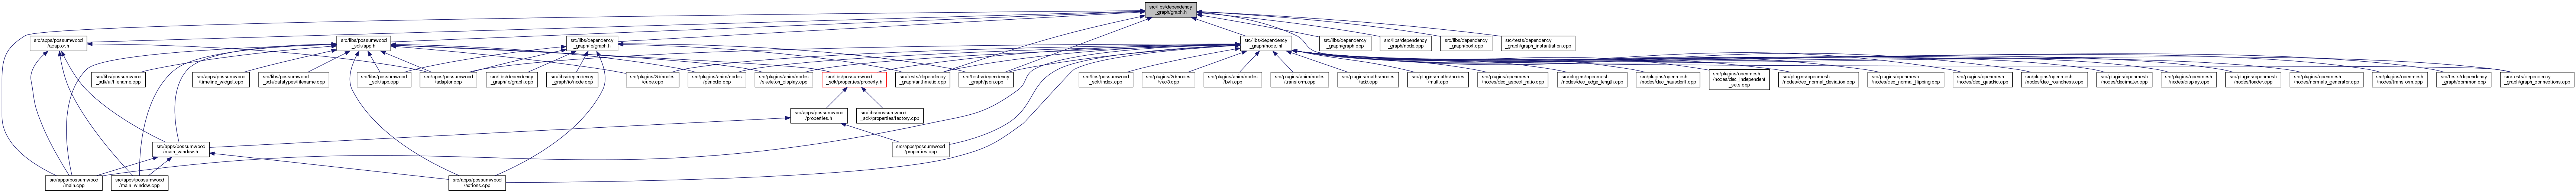 src/libs/dependency
_graph/graph.h
src/apps/possumwood
/adaptor.h
src/libs/possumwood
_sdk/app.h
src/libs/dependency
_graph/io/graph.h
src/libs/dependency
_graph/node.inl
src/libs/dependency
_graph/graph.cpp
src/libs/dependency
_graph/node.cpp
src/libs/dependency
_graph/port.cpp
src/tests/dependency
_graph/graph_instantiation.cpp
src/libs/possumwood
_sdk/ui/filename.cpp
src/apps/possumwood
/timeline_widget.cpp
src/libs/possumwood
_sdk/datatypes/filename.cpp
src/libs/possumwood
_sdk/app.cpp
src/apps/possumwood
/adaptor.cpp
src/libs/dependency
_graph/io/graph.cpp
src/libs/dependency
_graph/io/node.cpp
src/plugins/3d/nodes
/cube.cpp
src/plugins/anim/nodes
/periodic.cpp
src/plugins/anim/nodes
/skeleton_display.cpp
src/libs/possumwood
_sdk/properties/property.h
src/tests/dependency
_graph/arithmetic.cpp
src/tests/dependency
_graph/json.cpp
src/libs/possumwood
_sdk/index.cpp
src/plugins/3d/nodes
/vec3.cpp
src/plugins/anim/nodes
/bvh.cpp
src/plugins/anim/nodes
/transform.cpp
src/plugins/maths/nodes
/add.cpp
src/plugins/maths/nodes
/mult.cpp
src/plugins/openmesh
/nodes/dec_aspect_ratio.cpp
src/plugins/openmesh
/nodes/dec_edge_length.cpp
src/plugins/openmesh
/nodes/dec_hausdorff.cpp
src/plugins/openmesh
/nodes/dec_independent
_sets.cpp
src/plugins/openmesh
/nodes/dec_normal_deviation.cpp
src/plugins/openmesh
/nodes/dec_normal_flipping.cpp
src/plugins/openmesh
/nodes/dec_quadric.cpp
src/plugins/openmesh
/nodes/dec_roundness.cpp
src/plugins/openmesh
/nodes/decimater.cpp
src/plugins/openmesh
/nodes/display.cpp
src/plugins/openmesh
/nodes/loader.cpp
src/plugins/openmesh
/nodes/normals_generator.cpp
src/plugins/openmesh
/nodes/transform.cpp
src/tests/dependency
_graph/common.cpp
src/tests/dependency
_graph/graph_connections.cpp
src/apps/possumwood
/properties.h
src/libs/possumwood
_sdk/properties/factory.cpp
src/apps/possumwood
/main_window.h
src/apps/possumwood
/properties.cpp
src/apps/possumwood
/main.cpp
src/apps/possumwood
/main_window.cpp
src/apps/possumwood
/actions.cpp